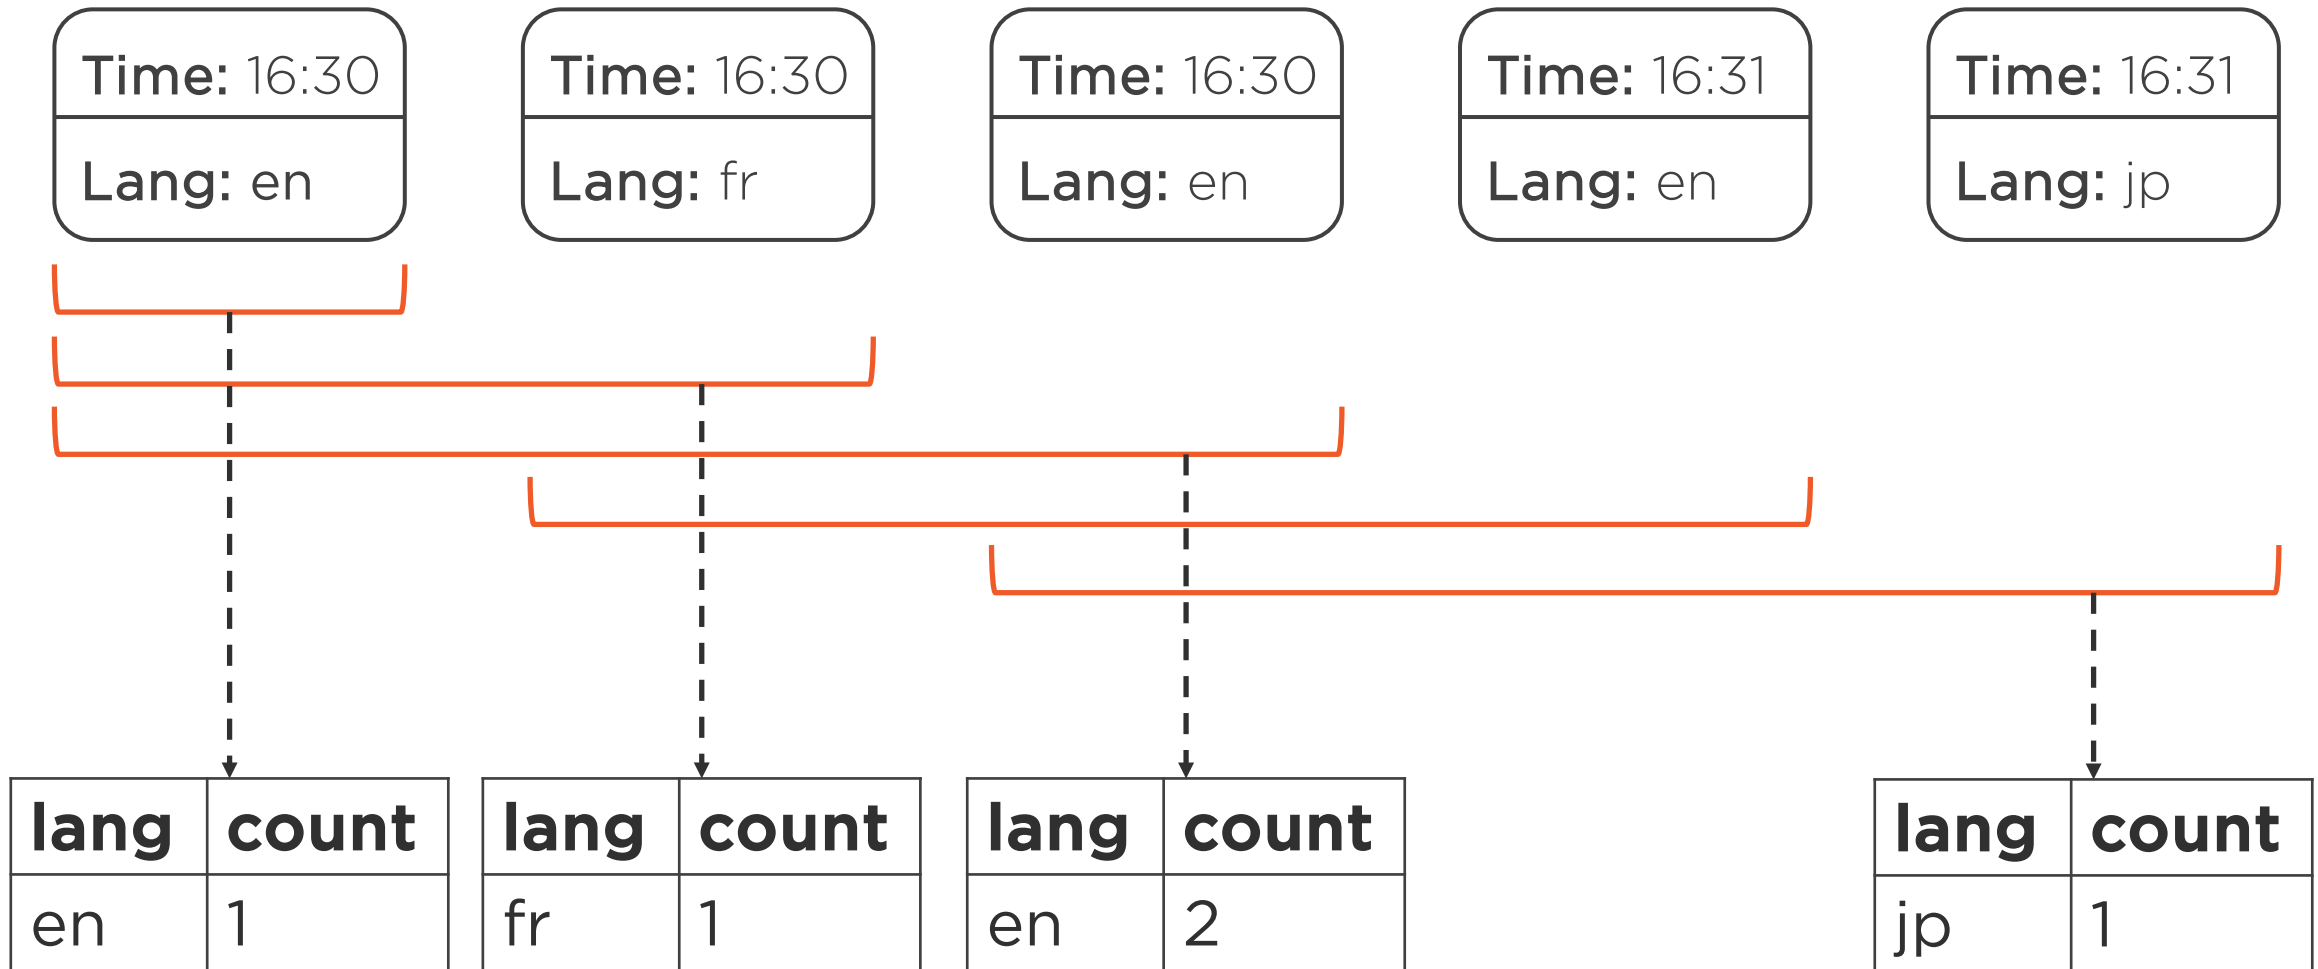 Time: 16:30
Lang: en
Time: 16:30
Lang: fr
Time: 16:30
Lang: en
Time: 16:31
Lang: en
Time: 16:31
Lang: jp
lang count
en 1
lang count
fr 1
lang count
en 2
lang count
jp 1